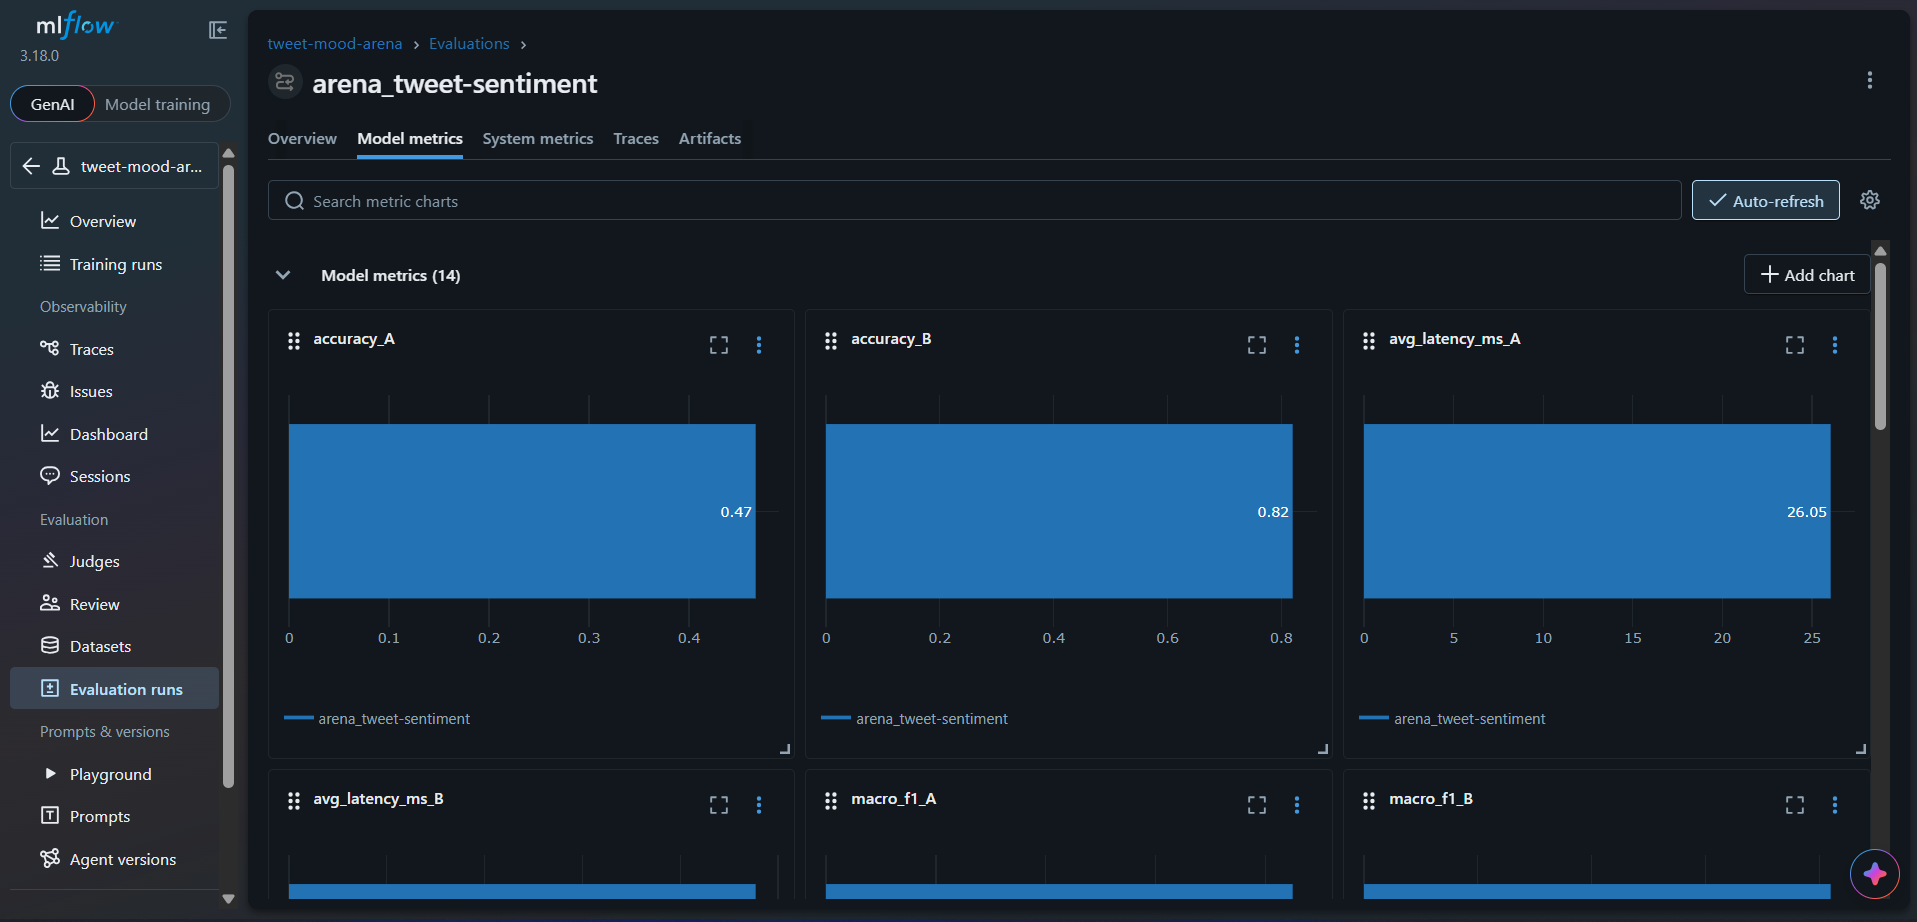 mlflow
3.18.0
GenAI
Model training
tweet-mood-ar...
Overview
Training runs
Observability
Traces
Issues
Dashboard
Sessions
Evaluation
Judges
Review
Datasets
Evaluation runs
Prompts & versions
Playground
Prompts
Agent versions
tweet-mood-arena > Evaluations >
arena_tweet-sentiment
Overview Model metrics System metrics Traces Artifacts
Search metric charts
Auto-refresh
Model metrics (14)
Add chart
accuracy_A
0.47
0 0.1 0.2 0.3 0.4
arena_tweet-sentiment
accuracy_B
0.82
0 0.2 0.4 0.6 0.8
arena_tweet-sentiment
avg_latency_ms_A
26.05
0 5 10 15 20 25
arena_tweet-sentiment
avg_latency_ms_B
macro_f1_A
macro_f1_B